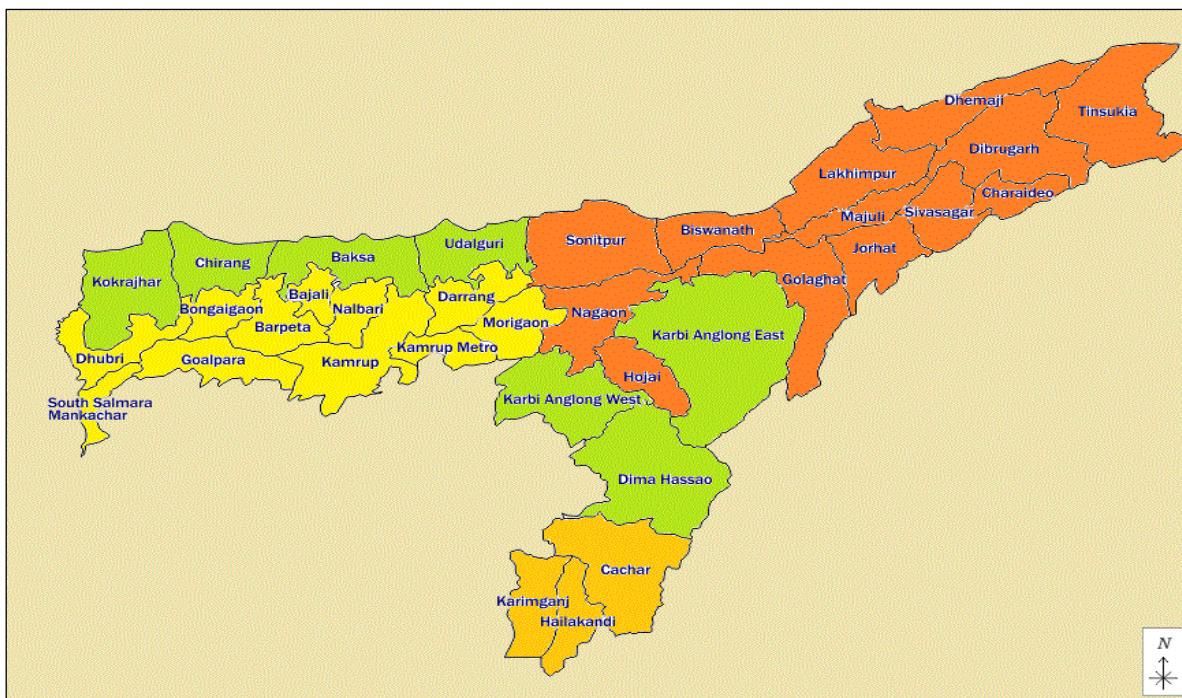 Dhemaji
Tinsukia
Dibrugarh
Lakhimpur
Charaideo
Majuli
Sivasagar
Biswanath
Sonitpur
Jorhat
Udalguri
Baksa
Chirang
Kokrajhar
Golaghat
Bajali
Darrang
Bongaigaon
Nalbari
Nagaon
Morigaon
Barpeta
Karbi Anglong East
Kamrup Metro
Dhubri
Goalpara
Kamrup
Hojai
Karbi Anglong West
South Salmara
Mankachar
Dima Hassao
Cachar
Karimganj
Hailakandi
N